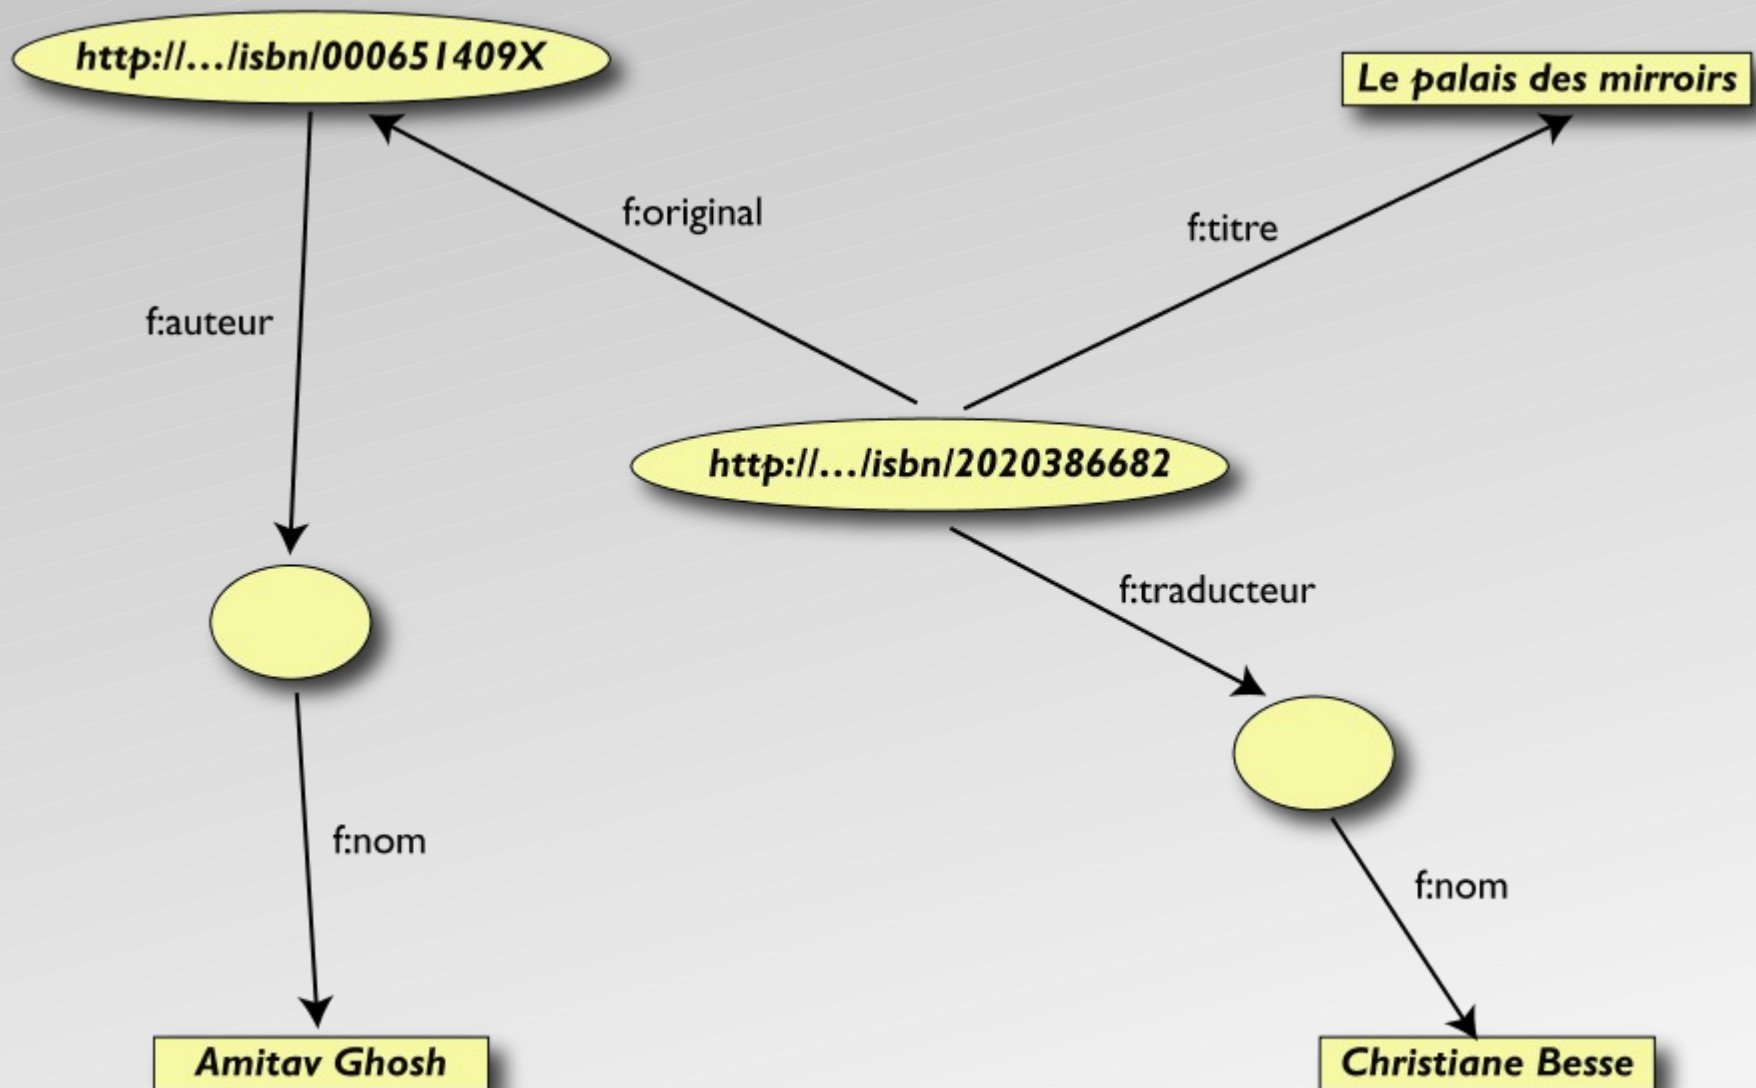 http://…/isbn/000651409X
Le palais des mirroirs
f:original
f:titre
f:auteur
http://…/isbn/2020386682
f:traducteur
f:nom
f:nom
Amitav Ghosh
Christiane Besse